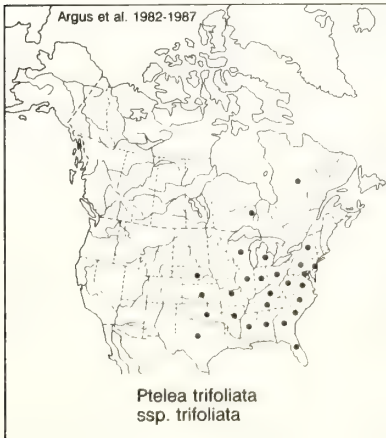 Argus et al. 1982-1987
Ptelea trifoliata
ssp. trifoliata